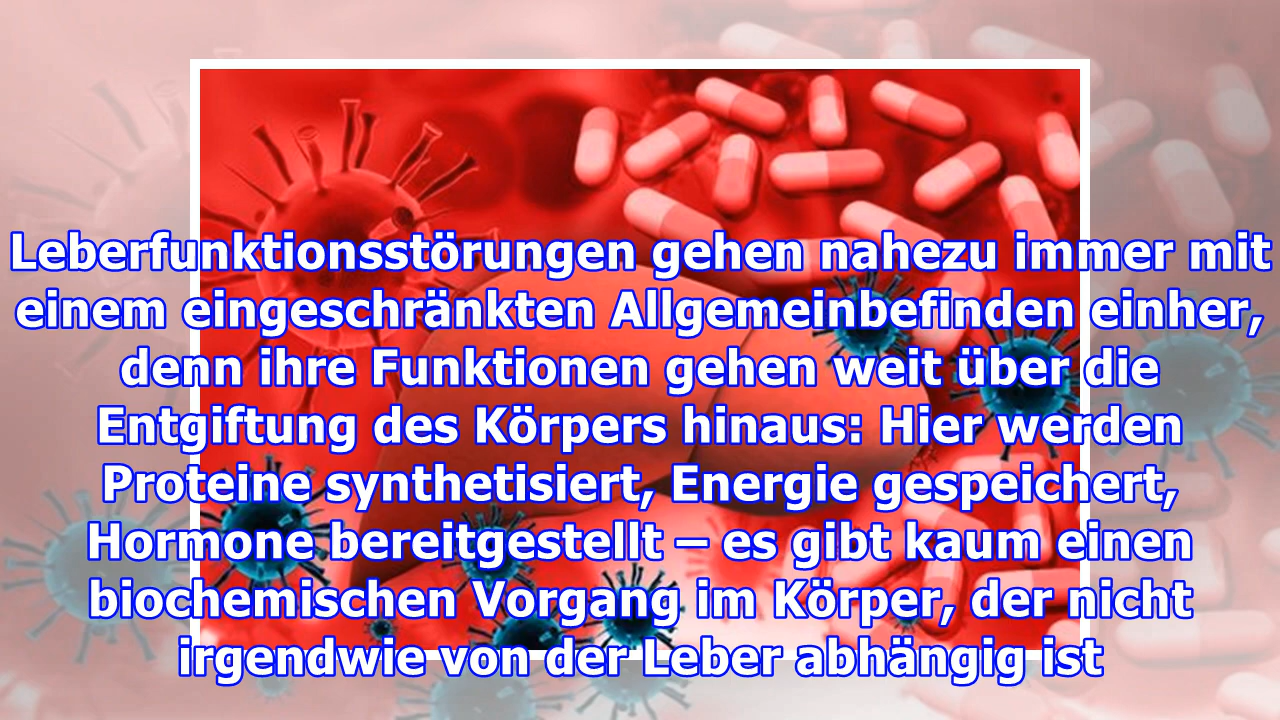 Leberfunktionsstörungen gehen nahezu immer mit
einem eingeschränkten Allgemeinbefinden einher,
denn ihre Funktionen gehen weit über die
Entgiftung des Körpers hinaus: Hier werden
Proteine synthetisiert, Energie gespeichert,
Hormone bereitgestellt – es gibt kaum einen
biochemischen Vorgang im Körper, der nicht
irgendwie von der Leber abhängig ist